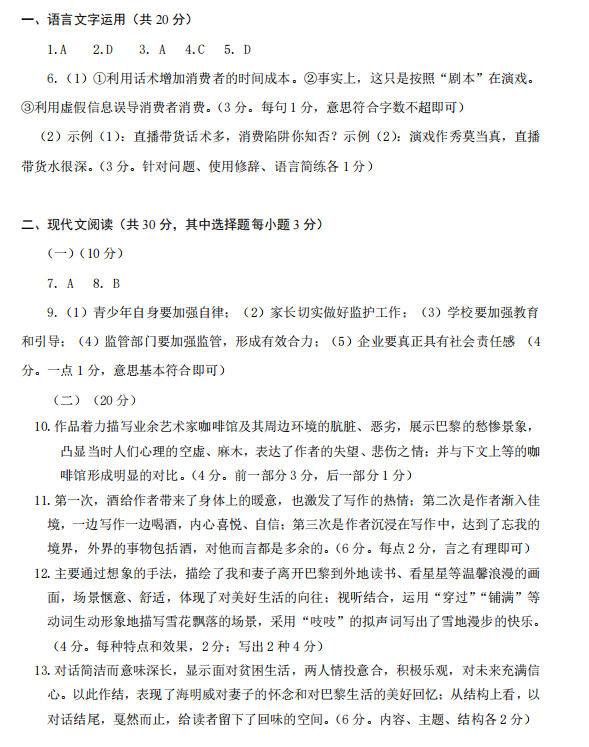 一、语言文字运用（共 20 分）
1.A 2.D 3. A 4.C 5. D
6.（1）①利用话术增加消费者的时间成本。②事实上，这只是按照“剧本”在演戏。
③利用虚假信息误导消费者消费。（3 分。每句 1 分，意思符合字数不超即可）
（2）示例（1）：直播带货话术多，消费陷阱你知否？示例（2）：演戏作秀莫当真，直播
带货水很深。（3 分。针对问题、使用修辞、语言简练各 1 分）
二、现代文阅读（共 30 分，其中选择题每小题 3 分）
（一）（10 分）
7. A 8. B
9.（1）青少年自身要加强自律；（2）家长切实做好监护工作；（3）学校要加强教育
和引导；（4）监管部门要加强监管，形成有效合力；（5）企业要真正具有社会责任感 （4
分。一点 1 分，意思基本符合即可）
（二）（20 分）
10. 作品着力描写业余艺术家咖啡馆及其周边环境的肮脏、恶劣，展示巴黎的愁惨景象，
凸显当时人们心理的空虚、麻木，表达了作者的失望、悲伤之情；并与下文上等的咖
啡馆形成明显的对比。（4 分。前一部分 3 分，后一部分 1 分）
11. 第一次，酒给作者带来了身体上的暖意，也激发了写作的热情；第二次是作者渐入佳
境，一边写作一边喝酒，内心喜悦、自信；第三次是作者沉浸在写作中，达到了忘我的
境界，外界的事物包括酒，对他而言都是多余的。（6 分。每点 2 分，言之有理即可）
12. 主要通过想象的手法，描绘了我和妻子离开巴黎到外地读书、看星星等温馨浪漫的画
面，场景惬意、舒适，体现了对美好生活的向往；视听结合，运用“穿过”“铺满”等
动词生动形象地描写雪花飘落的场景，采用“吱吱”的拟声词写出了雪地漫步的快乐。
（4 分。每种特点和效果，2 分；写出 2 种 4 分）
13. 对话简洁而意味深长，显示面对贫困生活，两人情投意合，积极乐观，对未来充满信
心。以此作结，表现了海明威对妻子的怀念和对巴黎生活的美好回忆；从结构上看，以
对话结尾，戛然而止，给读者留下了回味的空间。（6 分。内容、主题、结构各 2 分）